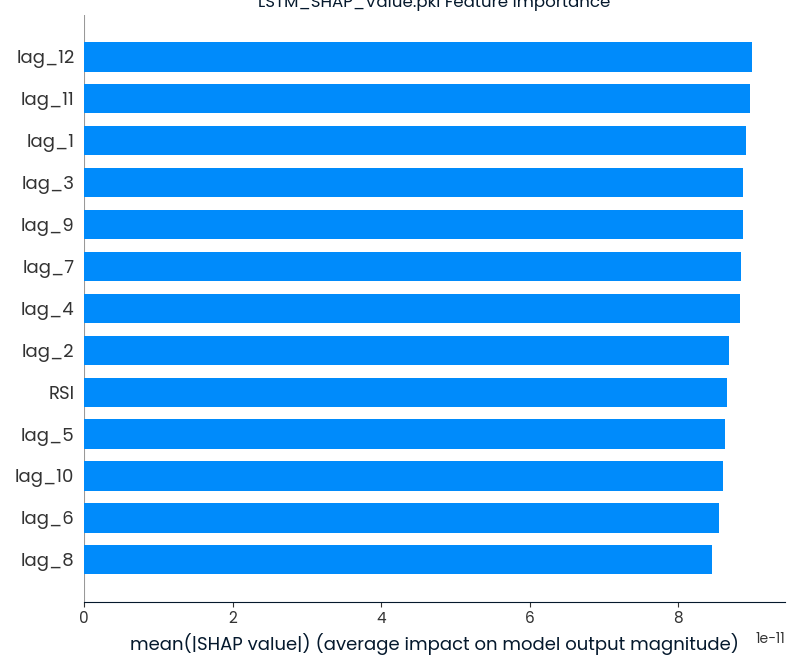 LSTM_SHAP_Value.pkl Feature Importance
lag_12
lag_11
lag_1
lag_3
lag_9
lag_7
lag_4
lag_2
RSI
lag_5
lag_10
lag_6
lag_8
0 2 4 6 8
1e-11
mean(|SHAP value|) (average impact on model output magnitude)